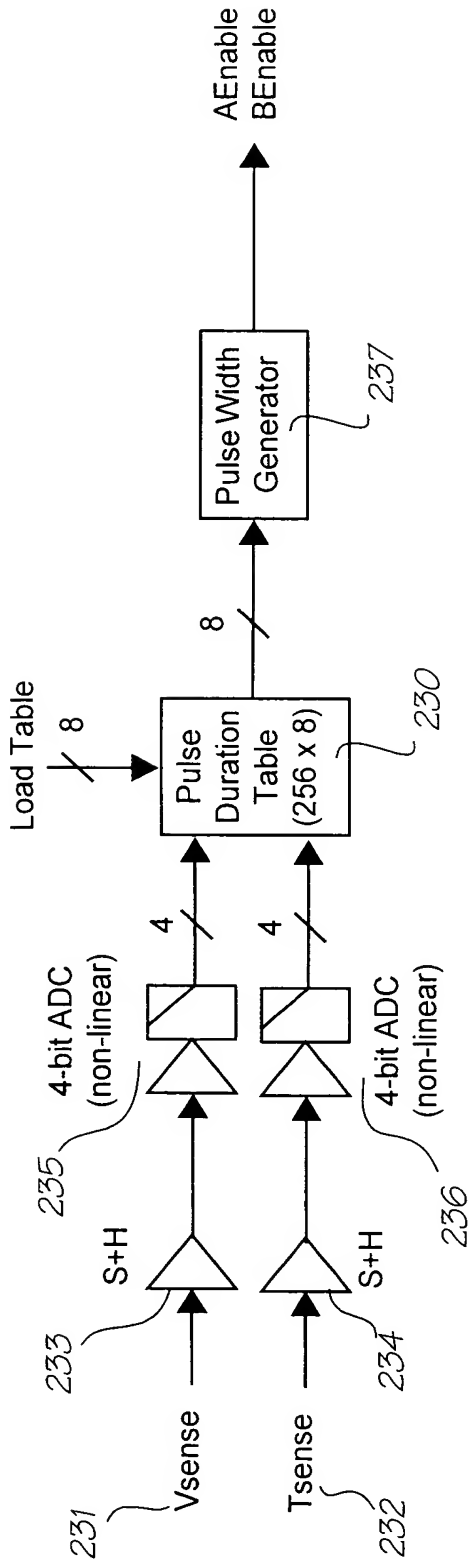 Load Table
8
4-bit ADC
(non-linear)
235
S+H
233
231
Vsense
4
Pulse
Duration
Table
(256 x 8)
230
8
Pulse Width
Generator
237
AEnable
BEnable
Tsense
232
S+H
234
4-bit ADC
(non-linear)
236
4